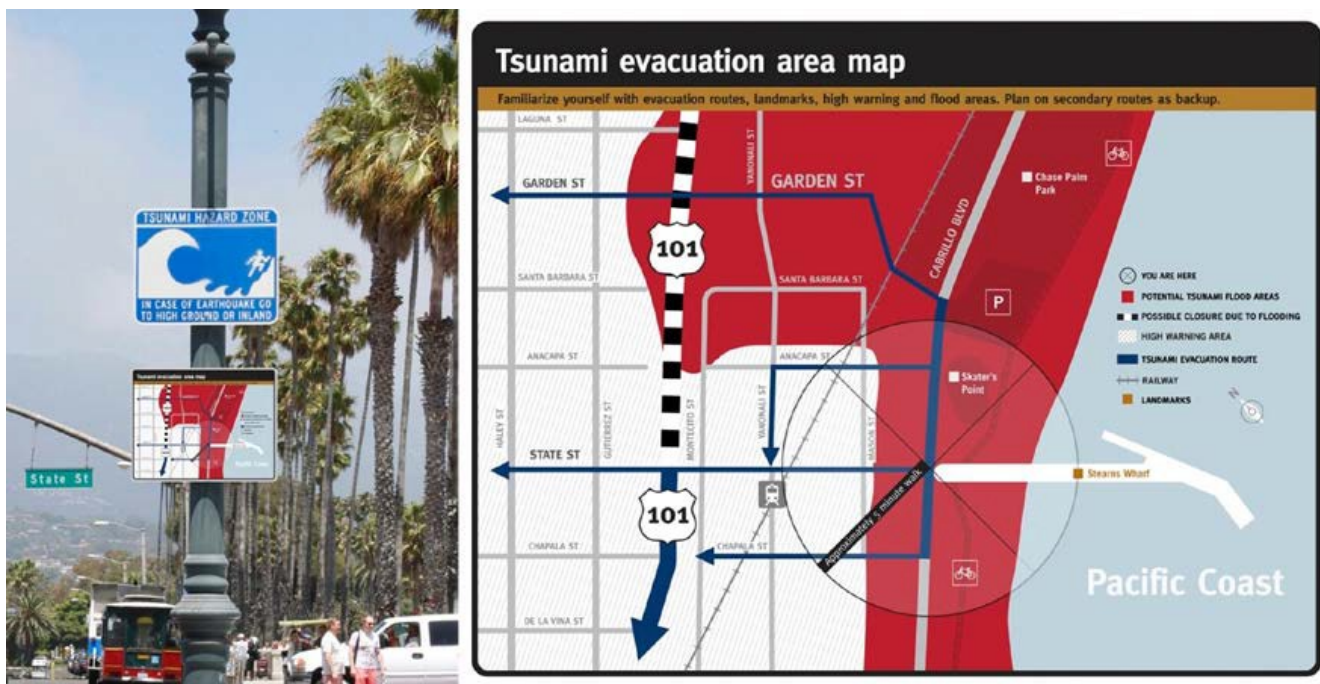 TSUNAMI HAZARD ZONE
IN CASE OF EARTHQUAKE GO
TO HIGH GROUND OR INLAND
Tsunami evacuation area map
State St
Tsunami evacuation area map
Familiarize yourself with evacuation routes, landmarks, high warning and flood areas. Plan on secondary routes as backup.
LAGUNA ST
YANONALI ST
GARDEN ST
GARDEN ST
CABRILLO BLVD
Chase Palm
Park
101
SANTA BARBARA ST
SANTA BARBARA ST
P
YOU ARE HERE
POTENTIAL TSUNAMI FLOOD AREAS
POSSIBLE CLOSURE DUE TO FLOODING
HIGH WARNING AREA
TSUNAMI EVACUATION ROUTE
RAILWAY
LANDMARKS
N
ANACAPA ST
ANACAPA ST
Skater's
Point
HALEY ST
GUTIERREZ ST
MONTECITO ST
YANONALI ST
MASON ST
STATE ST
Stearns Wharf
101
Approximately 5 minute walk
CHAPALA ST
CHAPALA ST
Pacific Coast
DE LA VINA ST